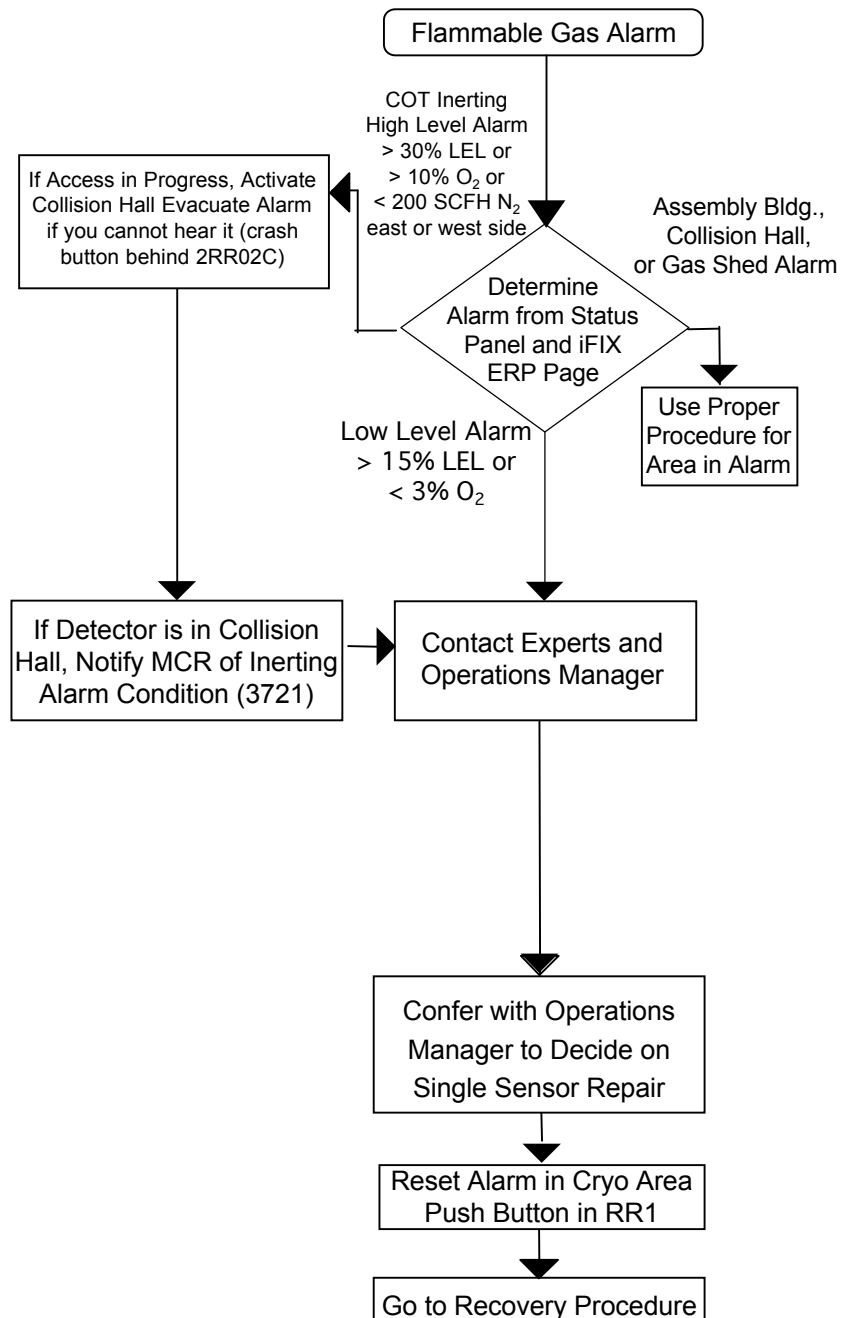 Flammable Gas Alarm
COT Inerting
High Level Alarm
> 30% LEL or
> 10% O₂ or
< 200 SCFH N₂
east or west side
If Access in Progress, Activate
Collision Hall Evacuate Alarm
if you cannot hear it (crash
button behind 2RR02C)
Assembly Bldg.,
Collision Hall,
or Gas Shed Alarm
Determine
Alarm from Status
Panel and iFIX
ERP Page
Use Proper
Procedure for
Area in Alarm
Low Level Alarm
> 15% LEL or
< 3% O₂
If Detector is in Collision
Hall, Notify MCR of Inerting
Alarm Condition (3721)
Contact Experts and
Operations Manager
Confer with Operations
Manager to Decide on
Single Sensor Repair
Reset Alarm in Cryo Area
Push Button in RR1
Go to Recovery Procedure